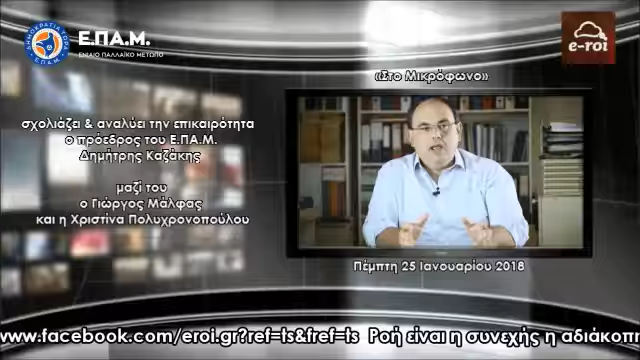 Ε.ΠΑ.Μ.
ΕΝΙΑΙΟ ΠΑΛΛΑΪΚΟ ΜΕΤΩΠΟ
ΔΗΜΟΚΡΑΤΙΑ ΤΩΡΑ
Ε.Π.Α.Μ.
e-roi
«Στο Μικρόφωνο»
σχολιάζει & αναλύει την επικαιρότητα
ο πρόεδρος του Ε.ΠΑ.Μ.
Δημήτρης Καζάκης
μαζί του
ο Γιώργος Μάλφας
και η Χριστίνα Πολυχρονοπούλου
Πέμπτη 25 Ιανουαρίου 2018
www.facebook.com/eroi.gr?ref=ts&fref=ts Ροή είναι η συνεχής η αδιάκοπ